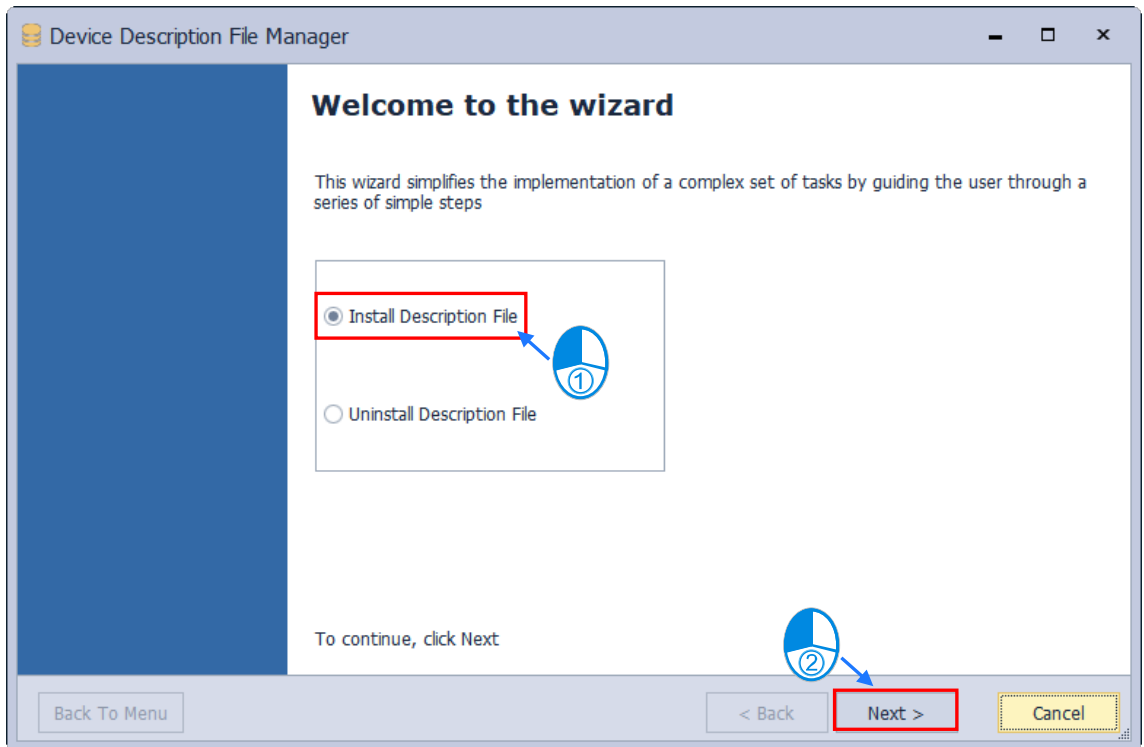 Device Description File Manager
Welcome to the wizard
This wizard simplifies the implementation of a complex set of tasks by guiding the user through a
series of simple steps
Install Description File
①
Uninstall Description File
To continue, click Next
②
Back To Menu
< Back
Next >
Cancel